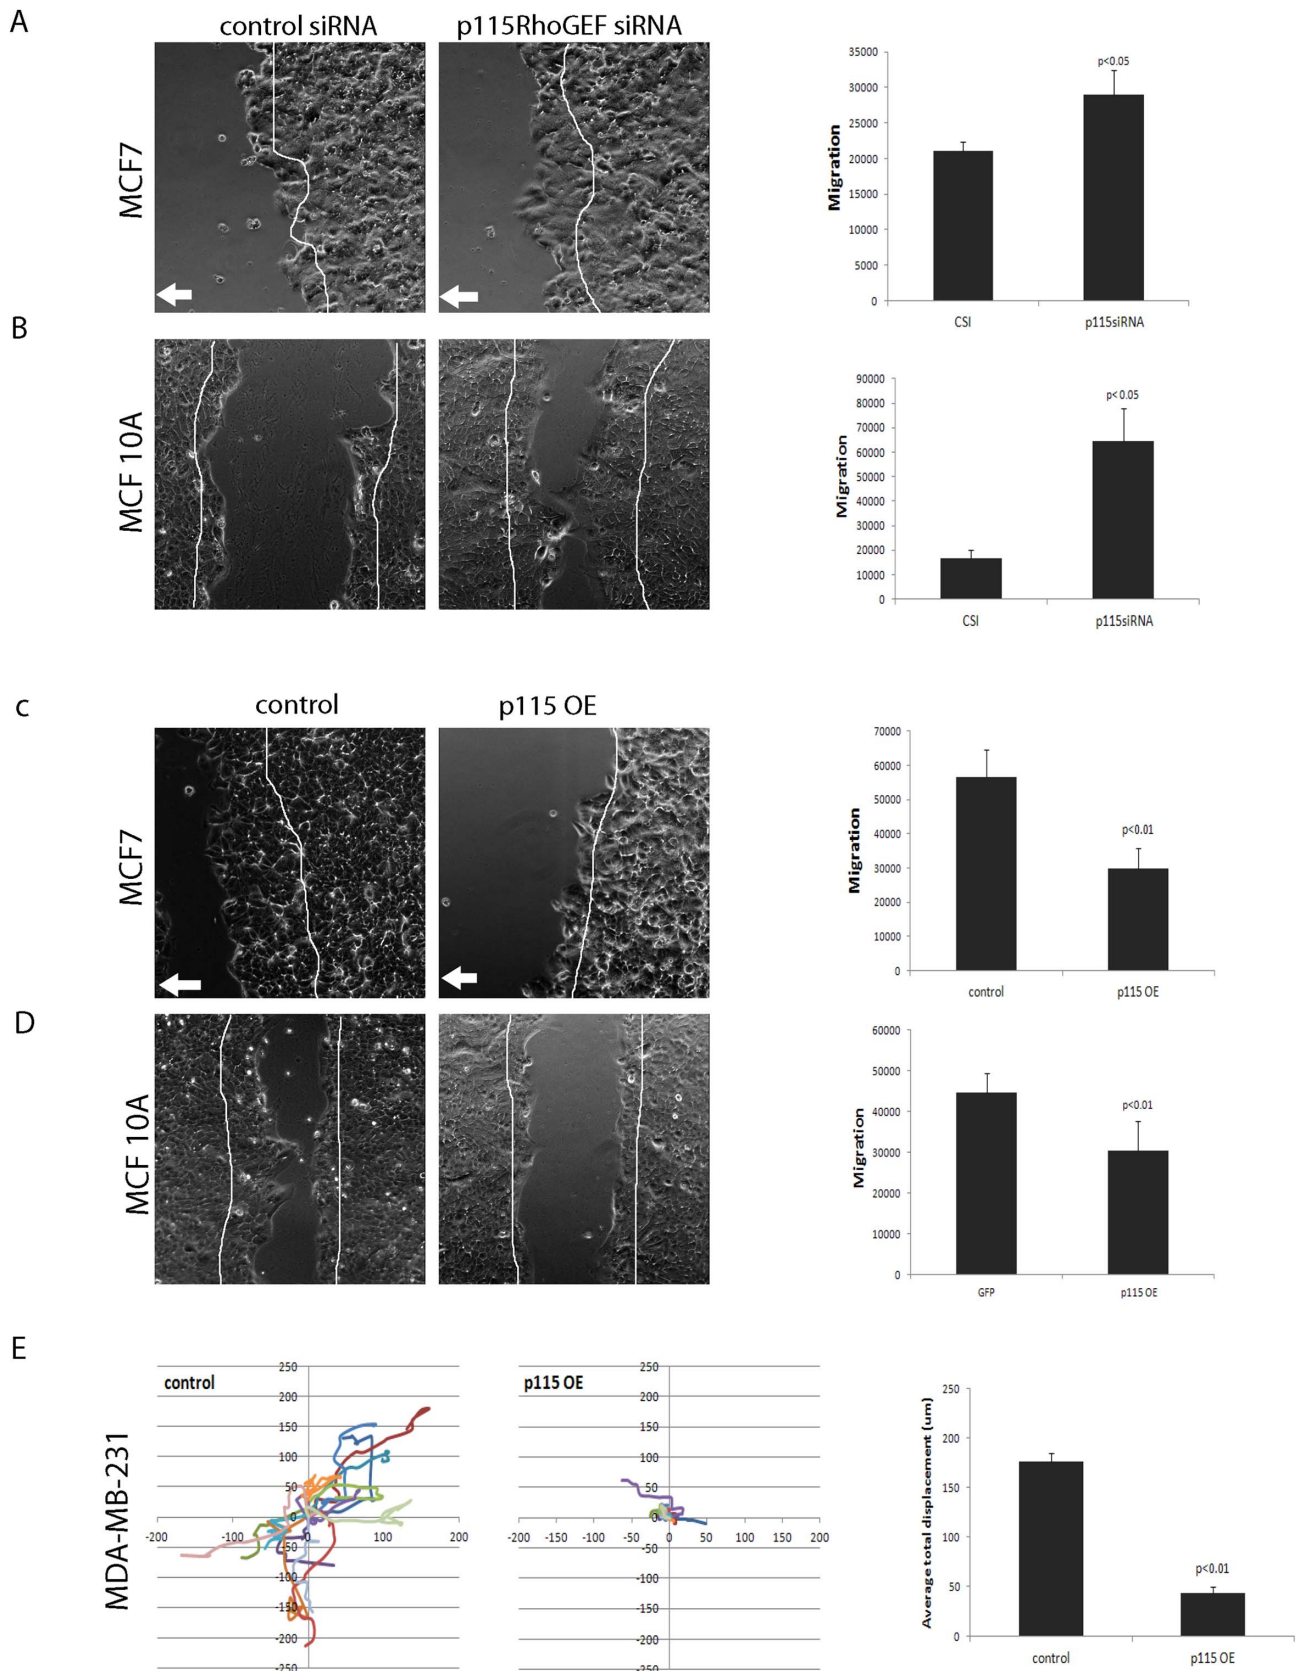 A
control siRNA
p115RhoGEF siRNA
MCF7
35000
30000
25000
20000
15000
10000
5000
0
Migration
p<0.05
CSI
p115siRNA
B
MCF 10A
90000
80000
70000
60000
50000
40000
30000
20000
10000
0
Migration
p<0.05
CSI
p115siRNA
c
control
p115 OE
MCF7
70000
60000
50000
40000
30000
20000
10000
0
Migration
p<0.01
control
p115 OE
D
MCF 10A
60000
50000
40000
30000
20000
10000
0
Migration
p<0.01
GFP
p115 OE
E
MDA-MB-231
control
250
200
150
100
50
0
-50
-100
-150
-200
-250
-200
-100
0
100
200
p115 OE
250
200
150
100
50
0
-50
-100
-150
-200
-250
-200
-150
-100
-50
0
50
100
150
200
250
200
150
100
50
0
Average total displacement (um)
p<0.01
control
p115 OE